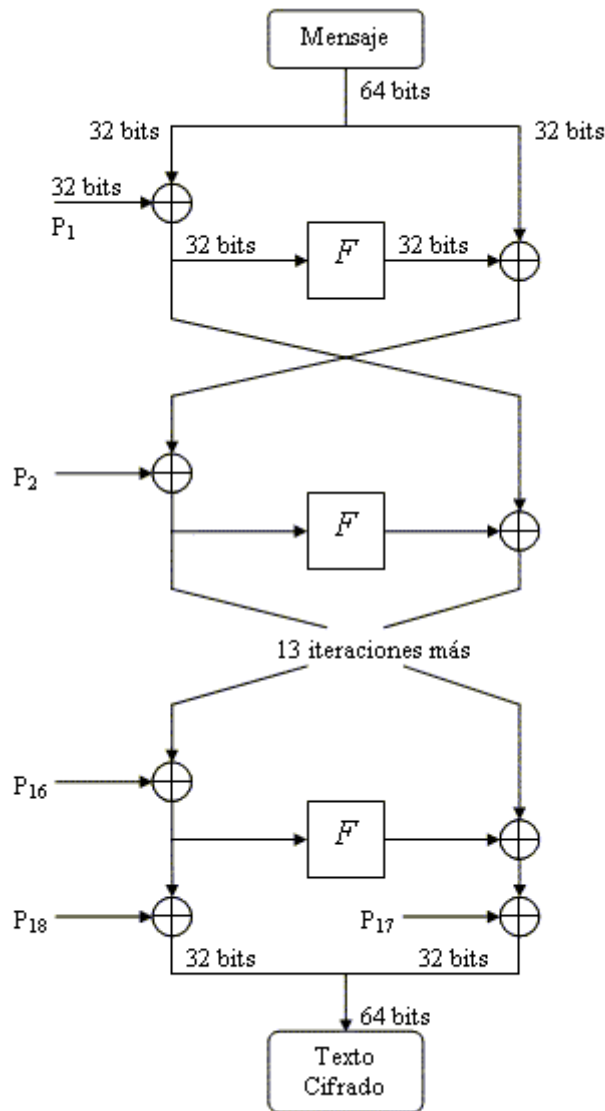 Mensaje
64 bits
32 bits
32 bits
32 bits
P1
32 bits
F
32 bits
P2
F
13 iteraciones más
P16
F
P18
P17
32 bits
32 bits
64 bits
Texto
Cifrado